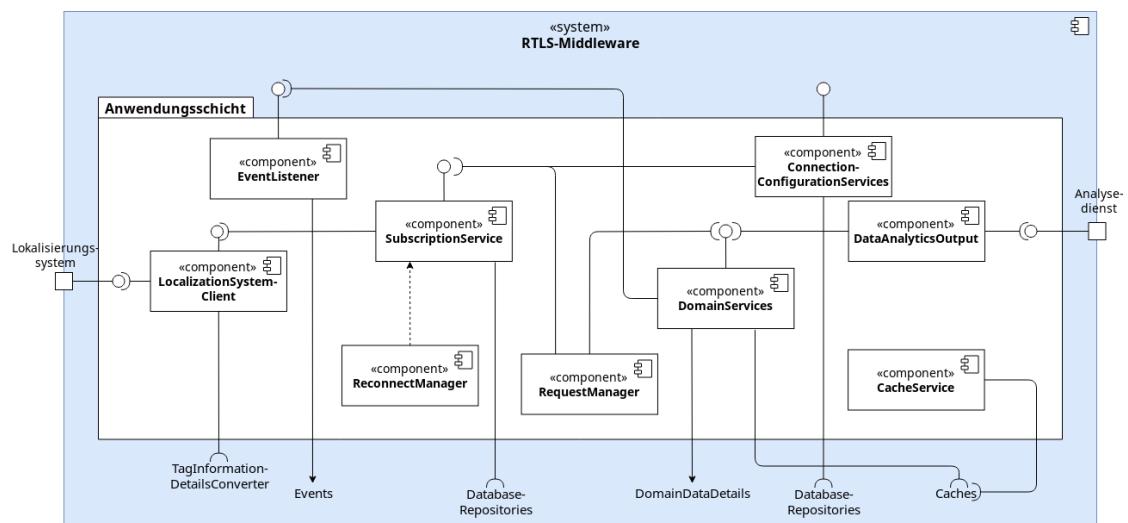 «system»
RTLS-Middleware
Anwendungsschicht
«component»
EventListener
«component»
Connection-
ConfigurationServices
Analyse-
dienst
«component»
SubscriptionService
«component»
DataAnalyticsOutput
Lokalisierungs-
system
«component»
LocalizationSystem-
Client
«component»
DomainServices
«component»
ReconnectManager
«component»
RequestManager
«component»
CacheService
TagInformation-
DetailsConverter
Events
Database-
Repositories
DomainDataDetails
Database-
Repositories
Caches